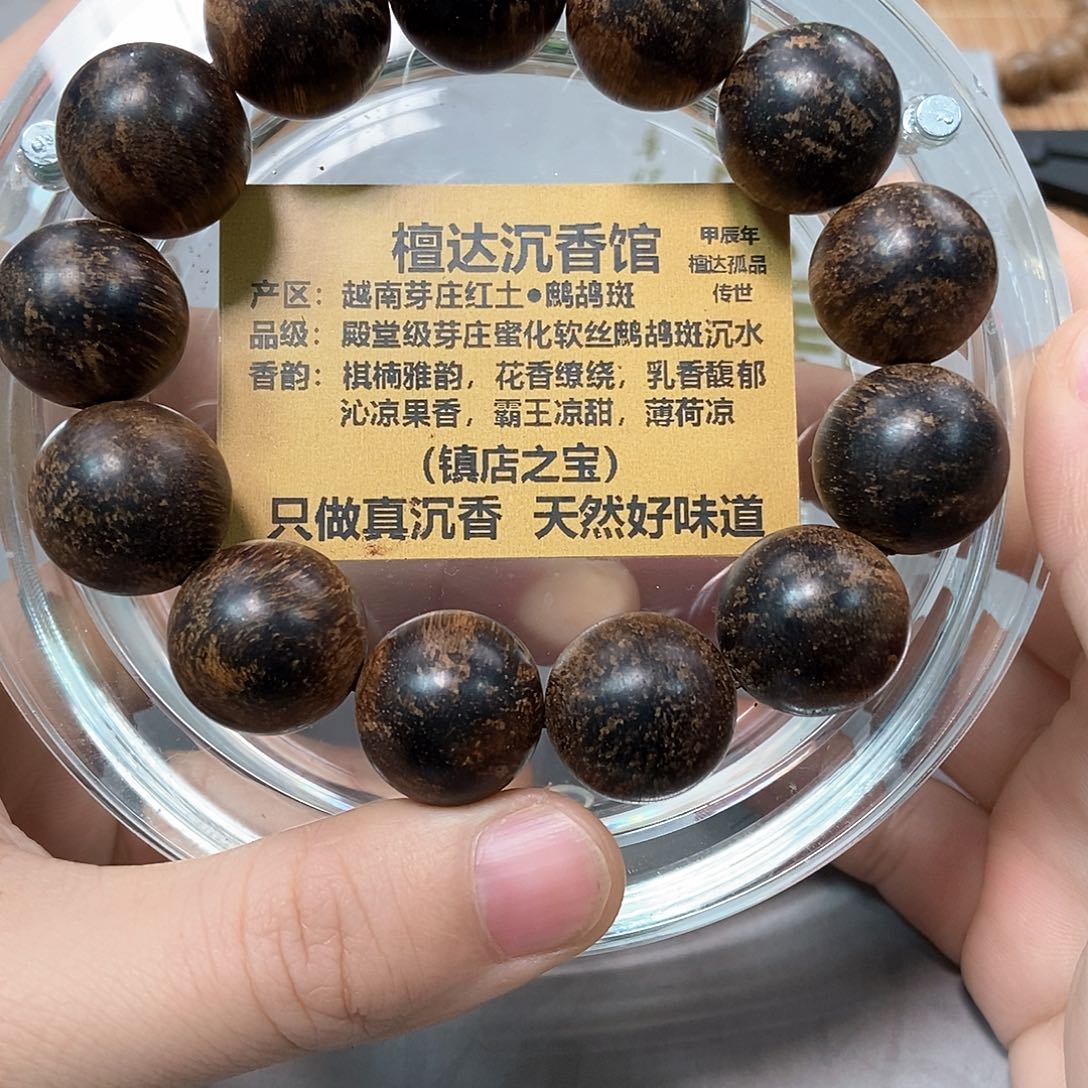 檀达沉香馆
甲辰年
檀达孤品
传世
产区：越南芽庄红土●鹧鸪斑
品级：殿堂级芽庄蜜化软丝鹧鸪斑沉水
香韵：棋楠雅韵，花香缭绕；乳香馥郁
沁凉果香，霸王凉甜，薄荷凉
（镇店之宝）
只做真沉香 天然好味道